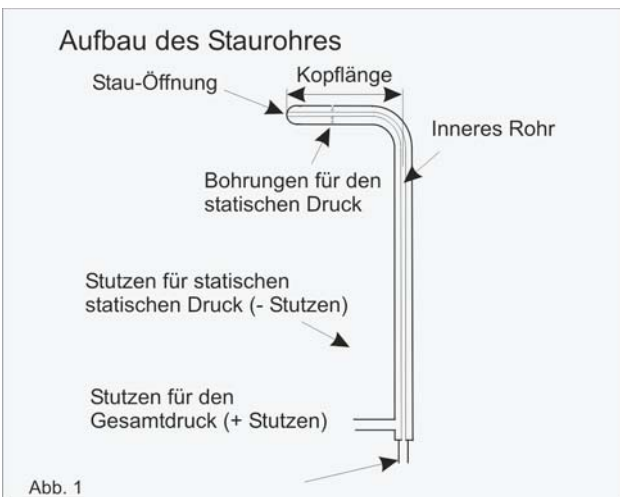 Aufbau des Staurohres
Stau-Öffnung
Kopflänge
Inneres Rohr
Bohrungen für den
statischen Druck
Stutzen für statischen
statischen Druck (- Stutzen)
Stutzen für den
Gesamtdruck (+ Stutzen)
Abb. 1